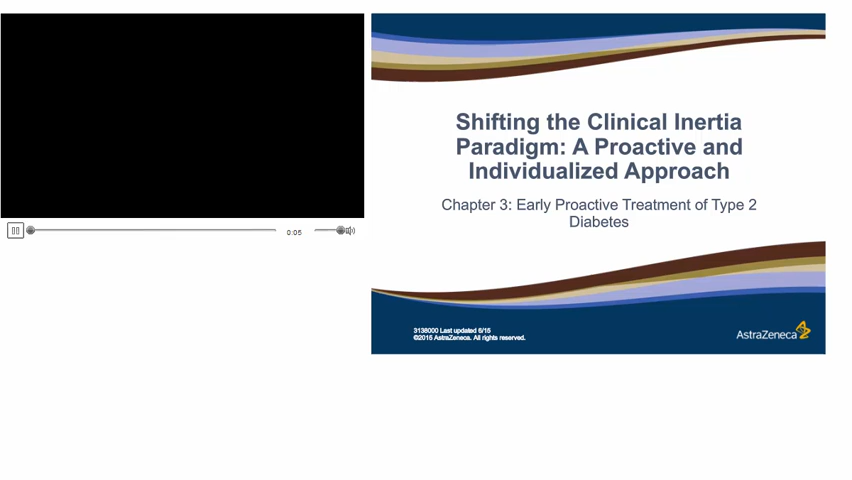 0:05
Shifting the Clinical Inertia
Paradigm: A Proactive and
Individualized Approach
Chapter 3: Early Proactive Treatment of Type 2
Diabetes
3138000 Last updated 6/15
©2015 AstraZeneca. All rights reserved.
AstraZeneca